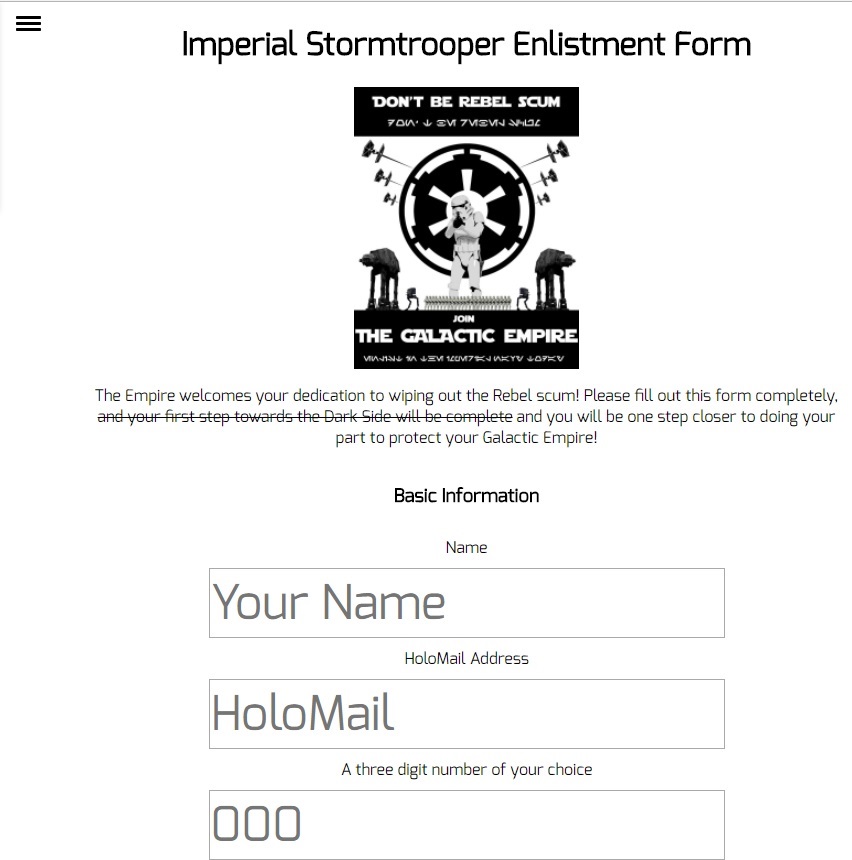 Imperial Stormtrooper Enlistment Form
DON'T BE REBEL SCUM
JOIN
THE GALACTIC EMPIRE
The Empire welcomes your dedication to wiping out the Rebel scum! Please fill out this form completely,
and your first step towards the Dark Side will be complete and you will be one step closer to doing your
part to protect your Galactic Empire!
Basic Information
Name
Your Name
HoloMail Address
HoloMail
A three digit number of your choice
000